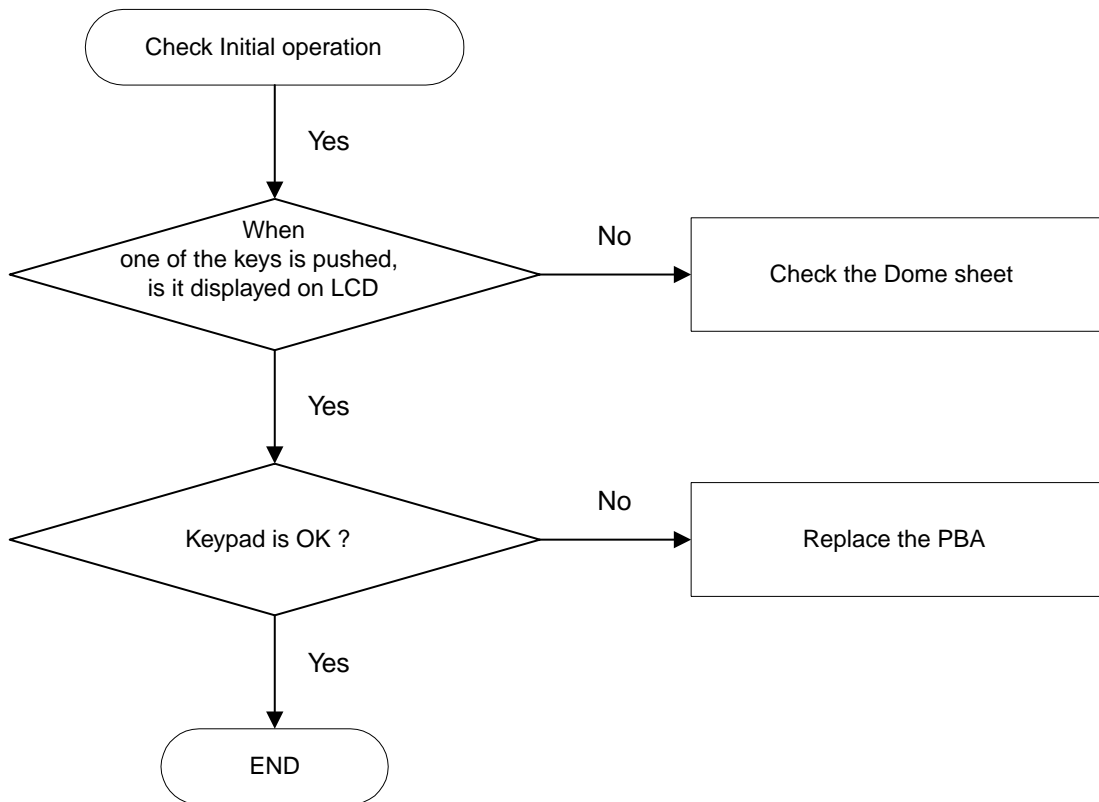 Check Initial operation
Yes
When
one of the keys is pushed,
is it displayed on LCD
No
Check the Dome sheet
Yes
Keypad is OK ?
No
Replace the PBA
Yes
END